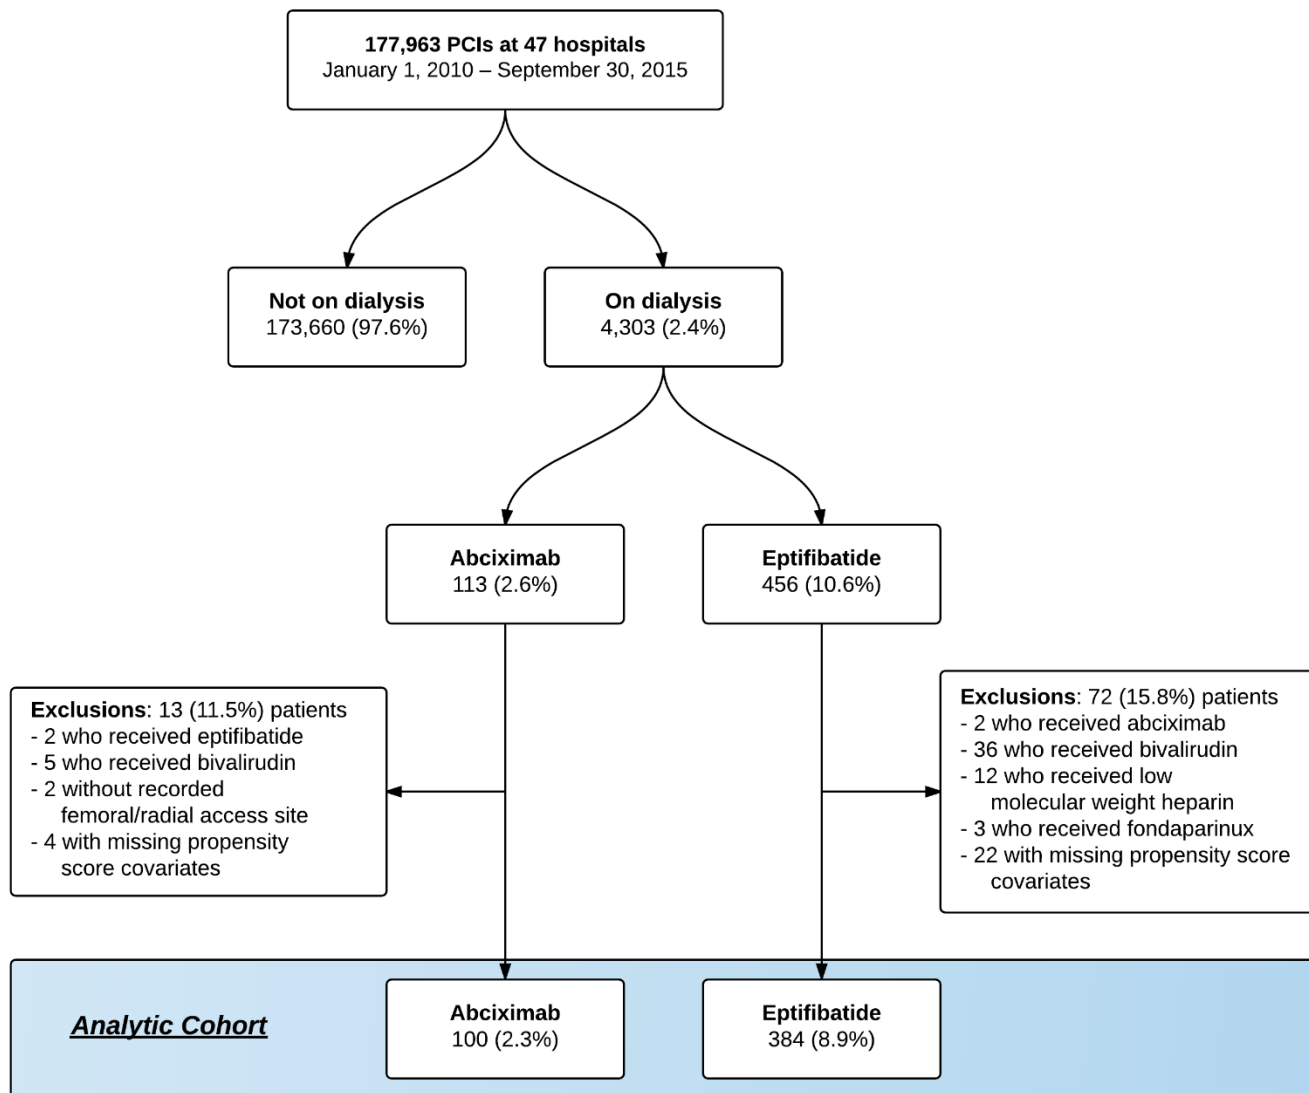 177,963 PCIs at 47 hospitals
January 1, 2010 – September 30, 2015
Not on dialysis
173,660 (97.6%)
On dialysis
4,303 (2.4%)
Abciximab
113 (2.6%)
Eptifibatide
456 (10.6%)
Exclusions: 13 (11.5%) patients
- 2 who received eptifibatide
- 5 who received bivalirudin
- 2 without recorded
femoral/radial access site
- 4 with missing propensity
score covariates
Exclusions: 72 (15.8%) patients
- 2 who received abciximab
- 36 who received bivalirudin
- 12 who received low
molecular weight heparin
- 3 who received fondaparinux
- 22 with missing propensity score
covariates
Analytic Cohort
Abciximab
100 (2.3%)
Eptifibatide
384 (8.9%)